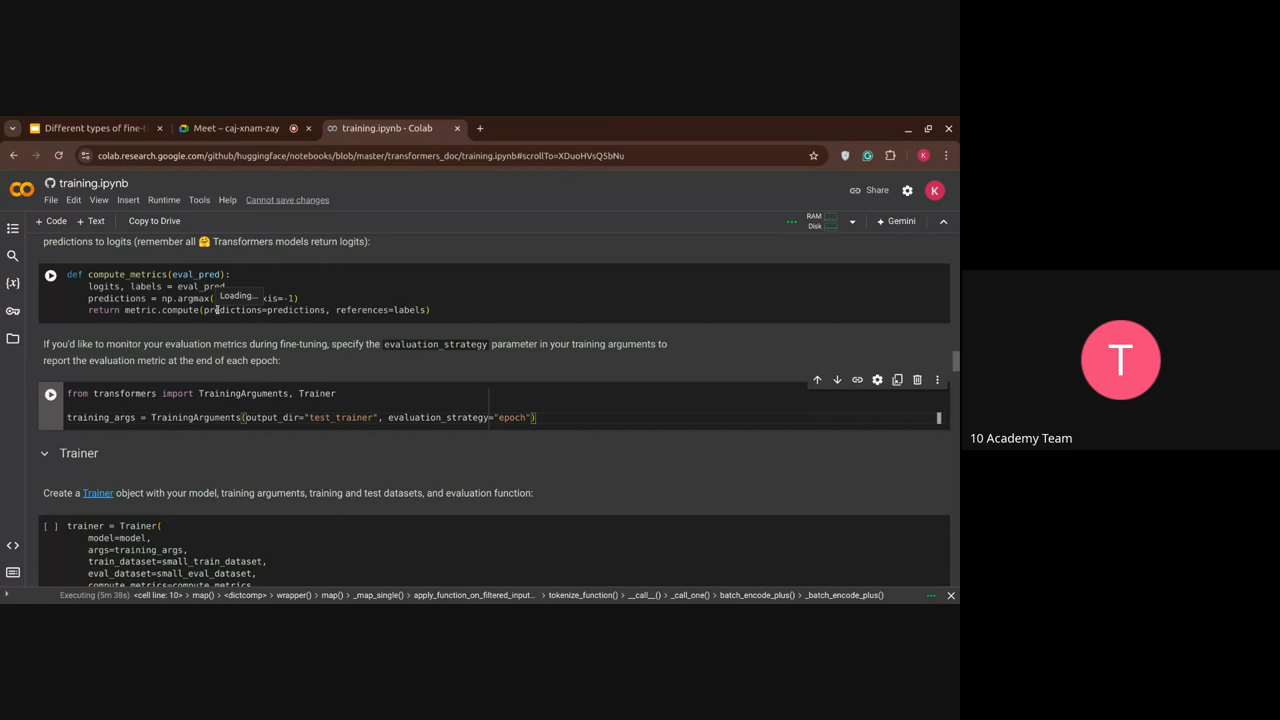 Different types of fine-t
Meet – caj-xnam-zay
training.ipynb - Colab
colab.research.google.com/github/huggingface/notebooks/blob/master/transformers_doc/training.ipynb#scrollTo=XDuoHVsQ5bNu
K
training.ipynb
Share
K
File Edit View Insert Runtime Tools Help Cannot save changes
+ Code + Text Copy to Drive
RAM
Disk
Gemini
predictions to logits (remember all 🤗 Transformers models return logits):
def compute_metrics(eval_pred):
logits, labels = eval_pred
Loading...
predictions = np.argmax( xis=-1)
return metric.compute(predictions=predictions, references=labels)
If you'd like to monitor your evaluation metrics during fine-tuning, specify the evaluation_strategy parameter in your training arguments to
report the evaluation metric at the end of each epoch:
from transformers import TrainingArguments, Trainer
training_args = TrainingArguments(output_dir="test_trainer", evaluation_strategy="epoch")
Trainer
Create a Trainer object with your model, training arguments, training and test datasets, and evaluation function:
[ ] trainer = Trainer(
model=model,
args=training_args,
train_dataset=small_train_dataset,
eval_dataset=small_eval_dataset,
compute_metrics=compute_metrics
Executing (5m 38s) <cell line: 10> > map() > <dictcomp> > wrapper() > map() > _map_single() > apply_function_on_filtered_input... > tokenize_function() > __call__() > _call_one() > batch_encode_plus() > _batch_encode_plus()
T
10 Academy Team